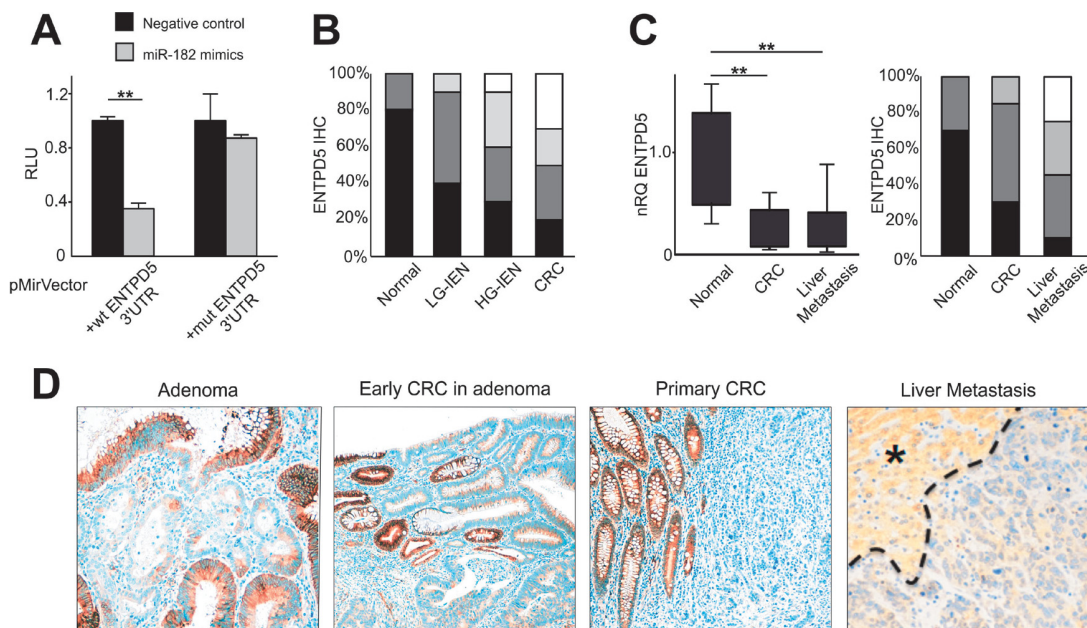 A
Negative control
miR-182 mimics
**
1.2
0.8
0.4
0
RLU
pMirVector
+wt ENTPD5
3'UTR
+mut ENTPD5
3'UTR
B
100%
80%
60%
40%
20%
0%
ENTPD5 IHC
Normal
LG-IEN
HG-IEN
CRC
C
**
**
1.0
0
nRQ ENTPD5
Normal
CRC
Liver
Metastasis
100%
80%
60%
40%
20%
0%
ENTPD5 IHC
Normal
CRC
Liver
Metastasis
D
Adenoma
Early CRC in adenoma
Primary CRC
Liver Metastasis
*